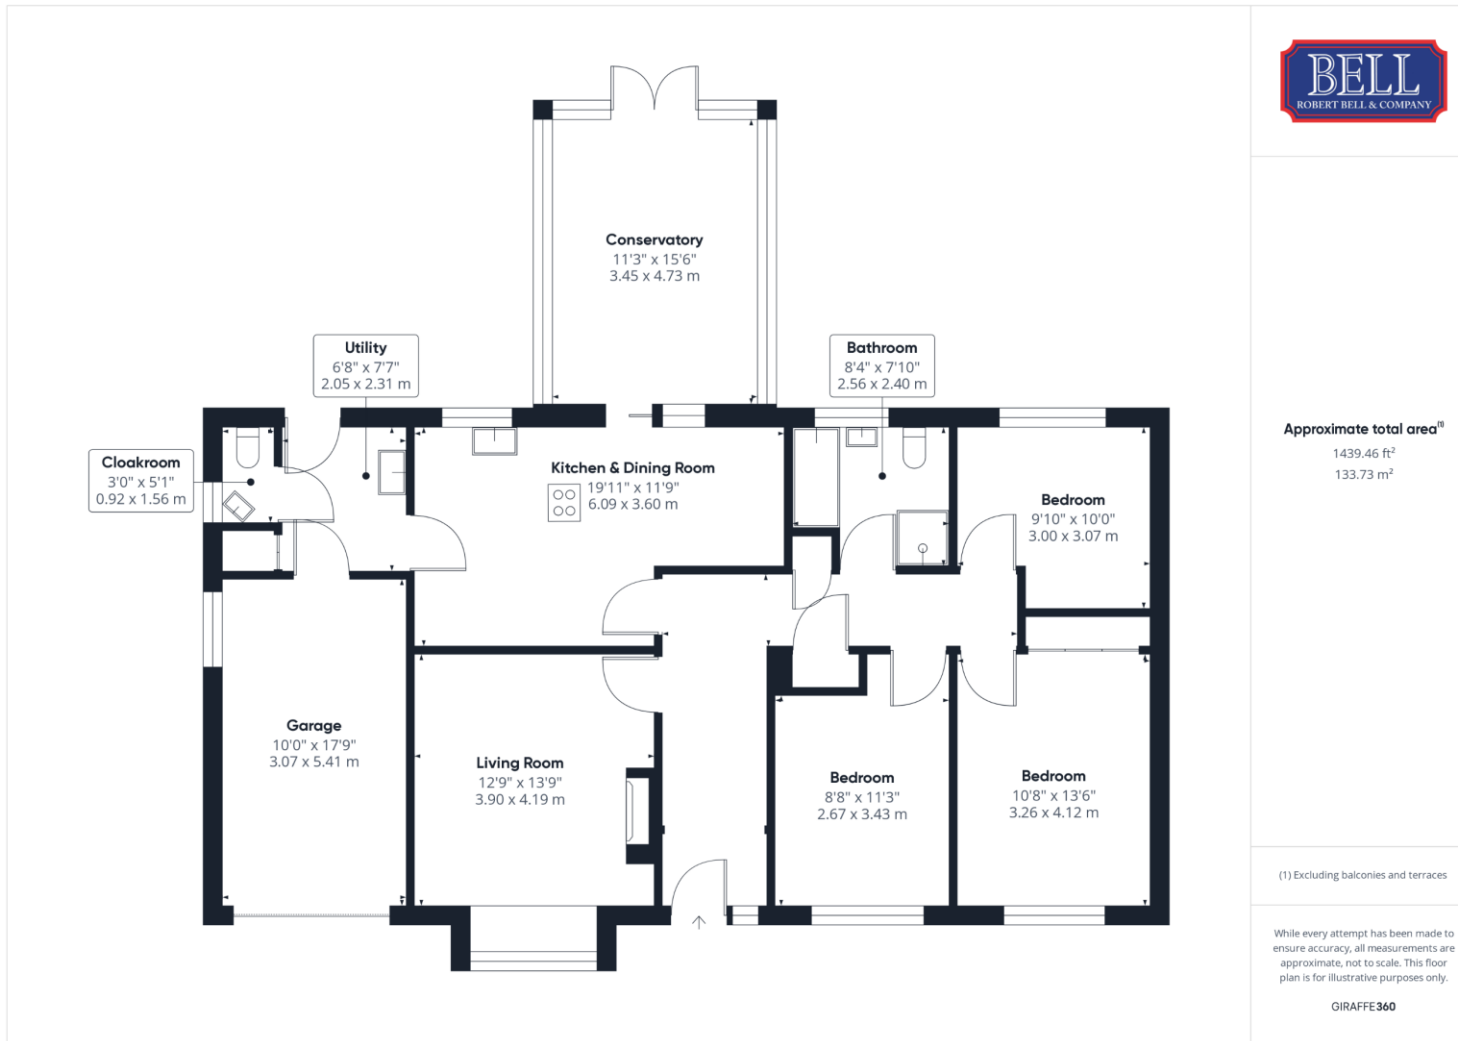 BELL
ROBERT BELL & COMPANY
Conservatory
11'3" x 15'6"
3.45 x 4.73 m
Utility
6'8" x 7'7"
2.05 x 2.31 m
Bathroom
8'4" x 7'10"
2.56 x 2.40 m
Cloakroom
3'0" x 5'1"
0.92 x 1.56 m
Kitchen & Dining Room
19'11" x 11'9"
6.09 x 3.60 m
Bedroom
9'10" x 10'0"
3.00 x 3.07 m
Garage
10'0" x 17'9"
3.07 x 5.41 m
Living Room
12'9" x 13'9"
3.90 x 4.19 m
Bedroom
8'8" x 11'3"
2.67 x 3.43 m
Bedroom
10'8" x 13'6"
3.26 x 4.12 m
Approximate total area⁽¹⁾
1439.46 ft²
133.73 m²
(1) Excluding balconies and terraces
While every attempt has been made to
ensure accuracy, all measurements are
approximate, not to scale. This floor
plan is for illustrative purposes only.
GIRAFFE360